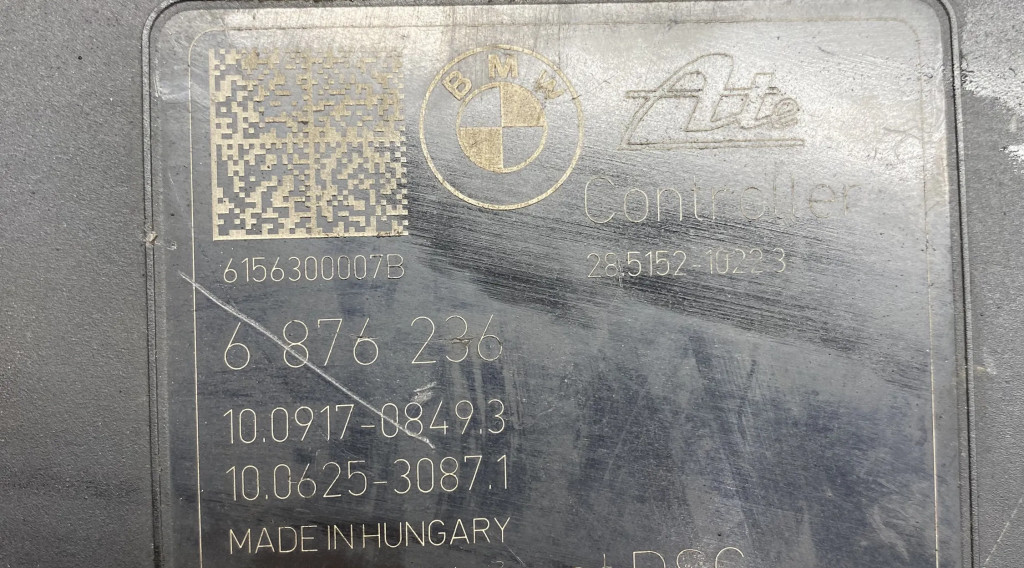 BMW
Ate
Controller
6156300007B
28.5152-1022.3
6 876 236
10.0917-0849.3
10.0625-3087.1
MADE IN HUNGARY